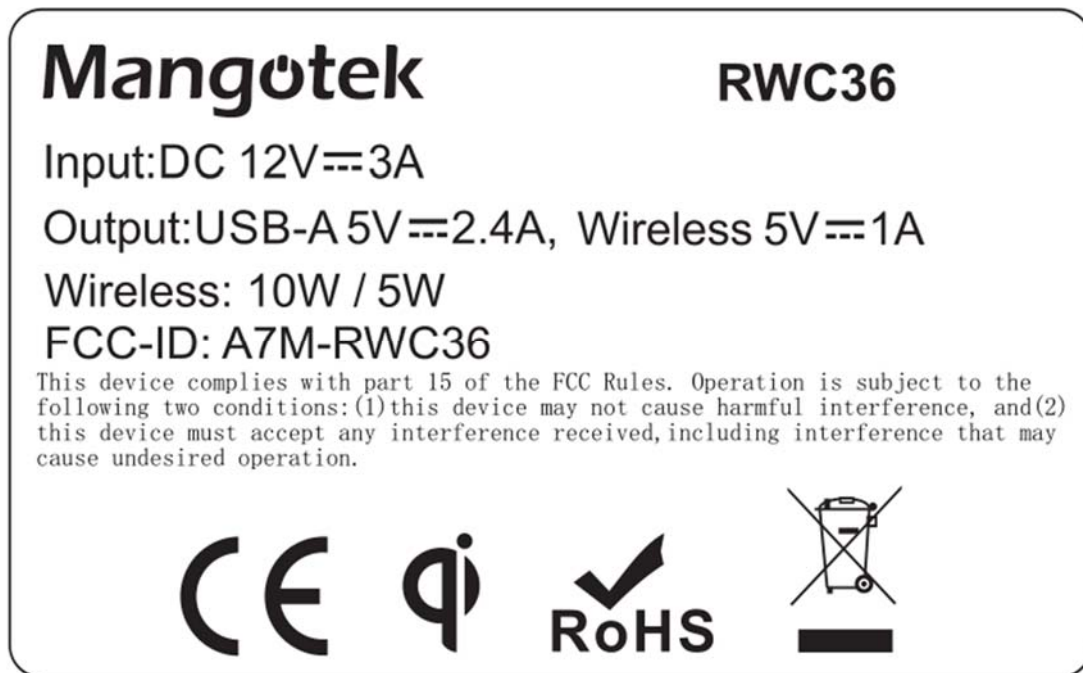 Mangotek RWC36
Input:DC 12V⎓3A
Output:USB-A 5V⎓2.4A, Wireless 5V⎓1A
Wireless: 10W / 5W
FCC-ID: A7M-RWC36
This device complies with part 15 of the FCC Rules. Operation is subject to the
following two conditions:(1)this device may not cause harmful interference, and(2)
this device must accept any interference received,including interference that may
cause undesired operation.
CE qi RoHS